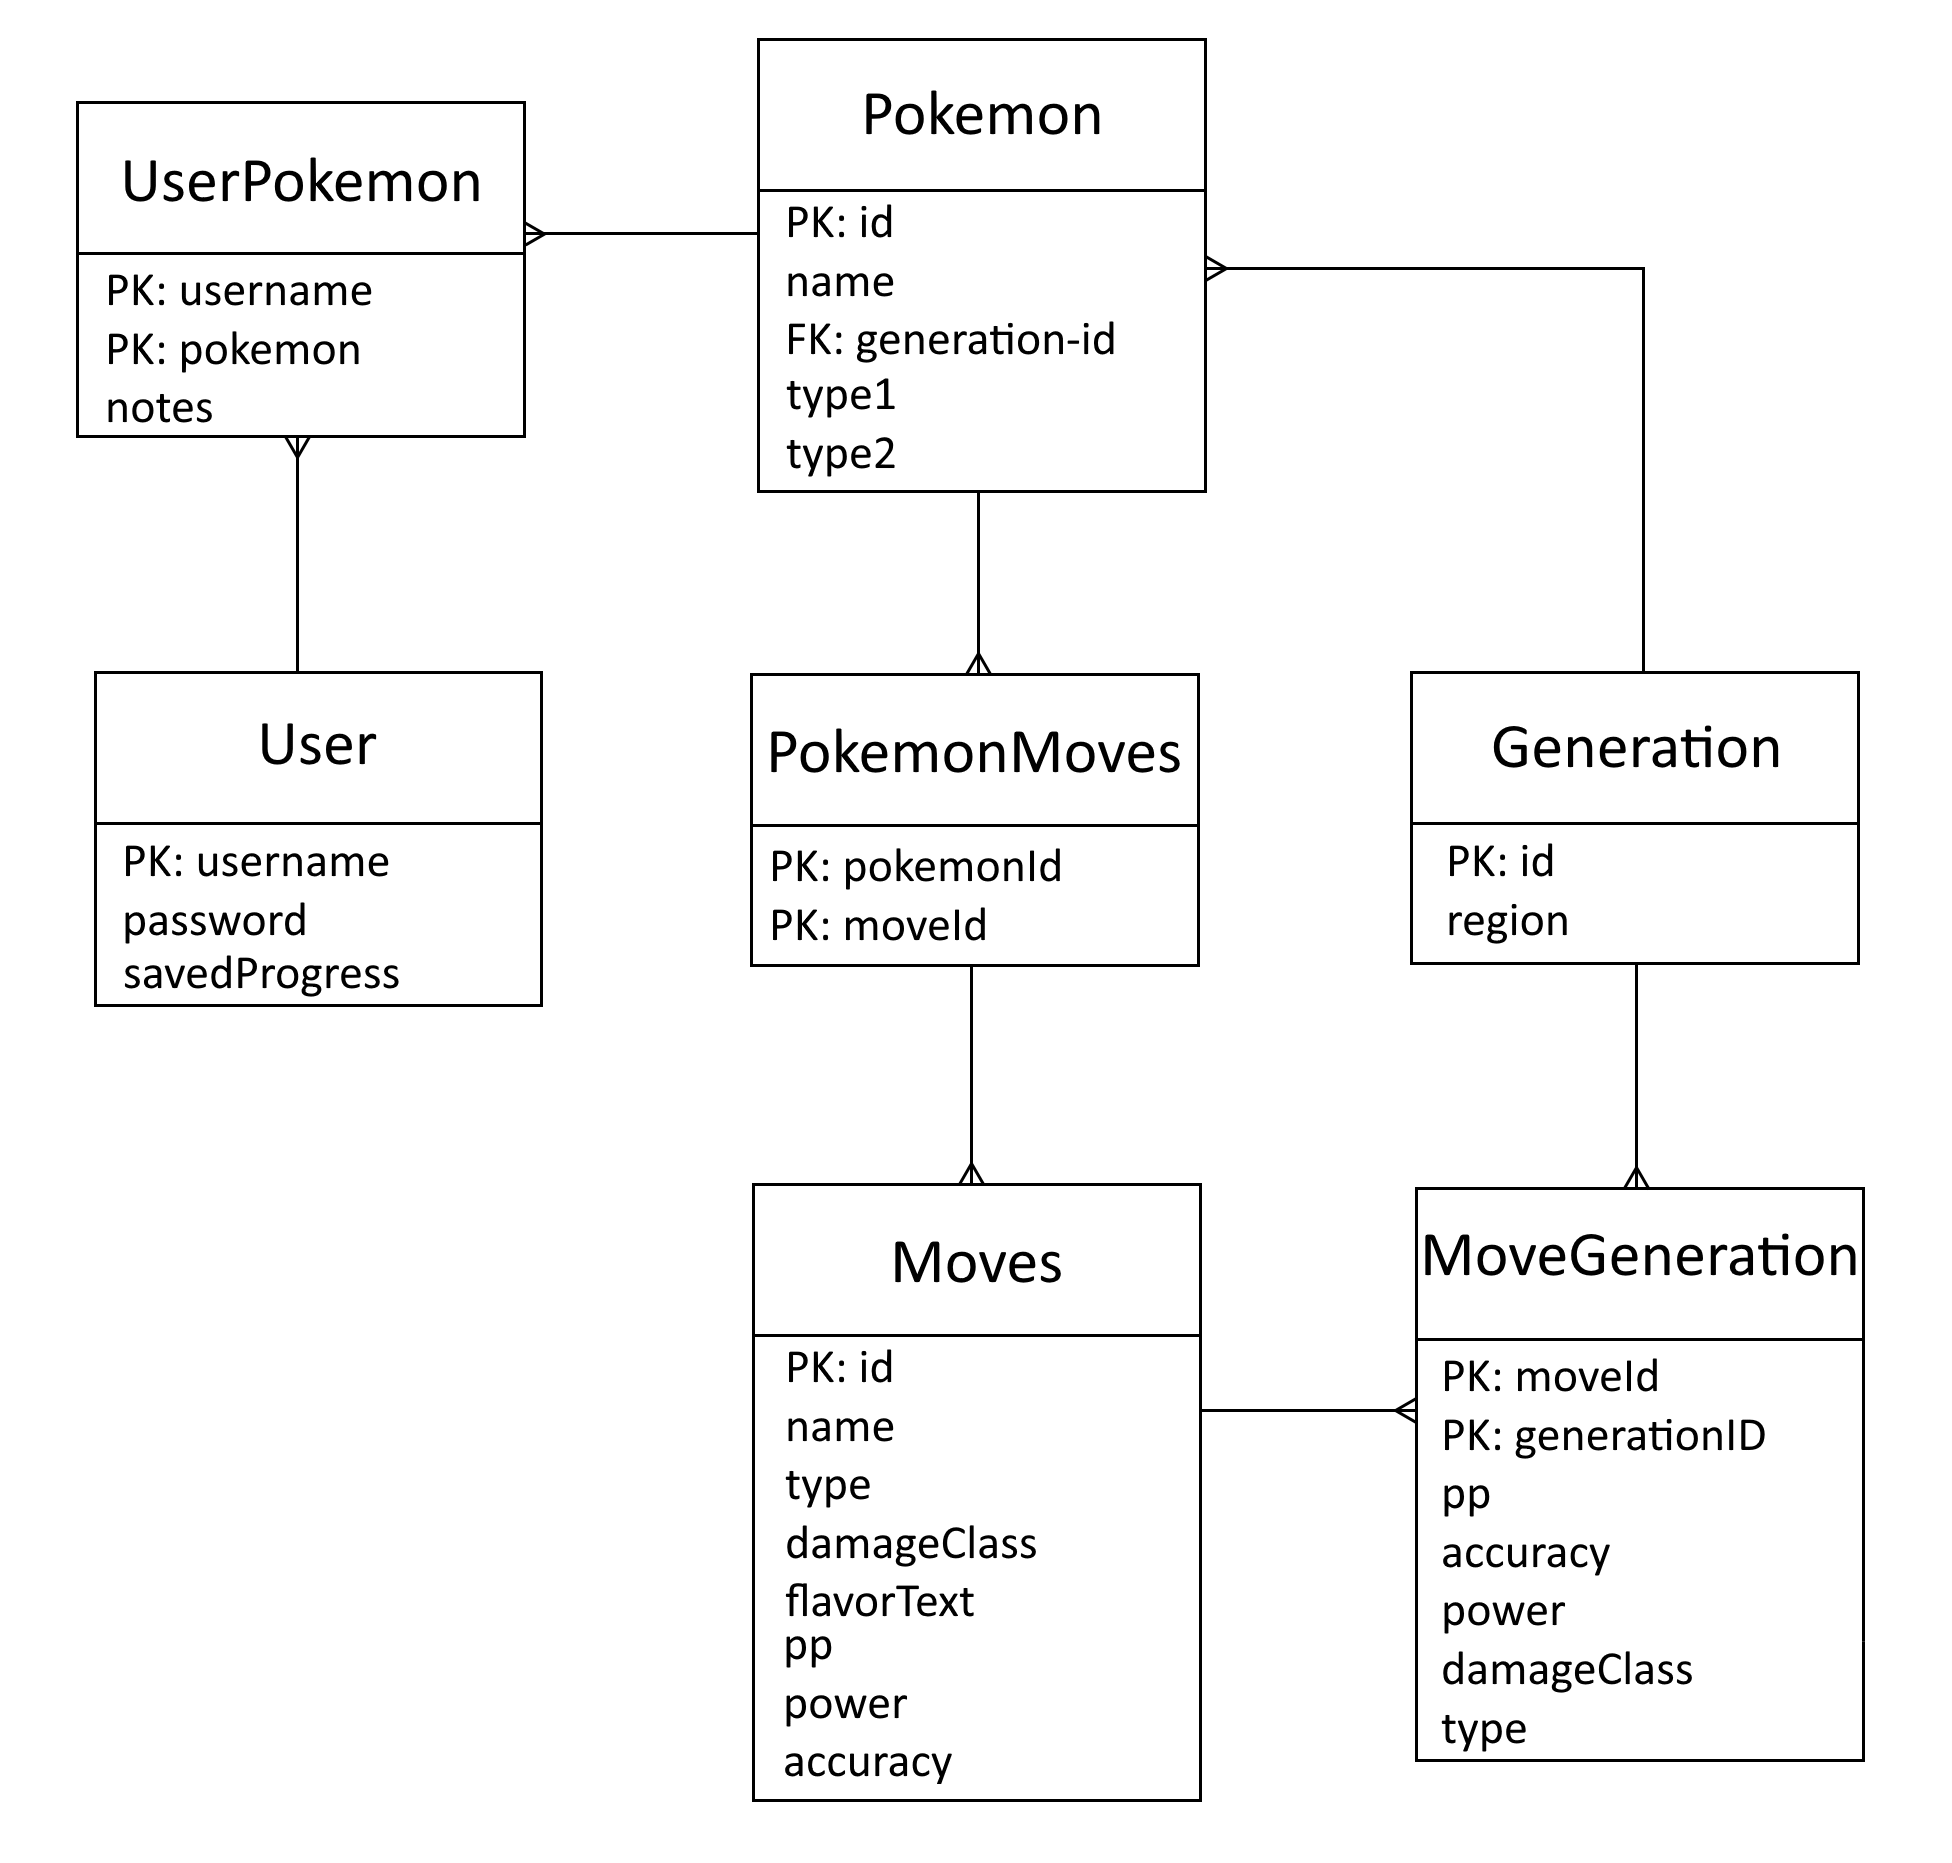 Pokemon
PK: id
name
FK: generation-id
type1
type2
UserPokemon
PK: username
PK: pokemon
notes
User
PK: username
password
savedProgress
PokemonMoves
PK: pokemonId
PK: moveId
Generation
PK: id
region
Moves
PK: id
name
type
damageClass
flavorText
pp
power
accuracy
MoveGeneration
PK: moveId
PK: generationID
pp
accuracy
power
damageClass
type